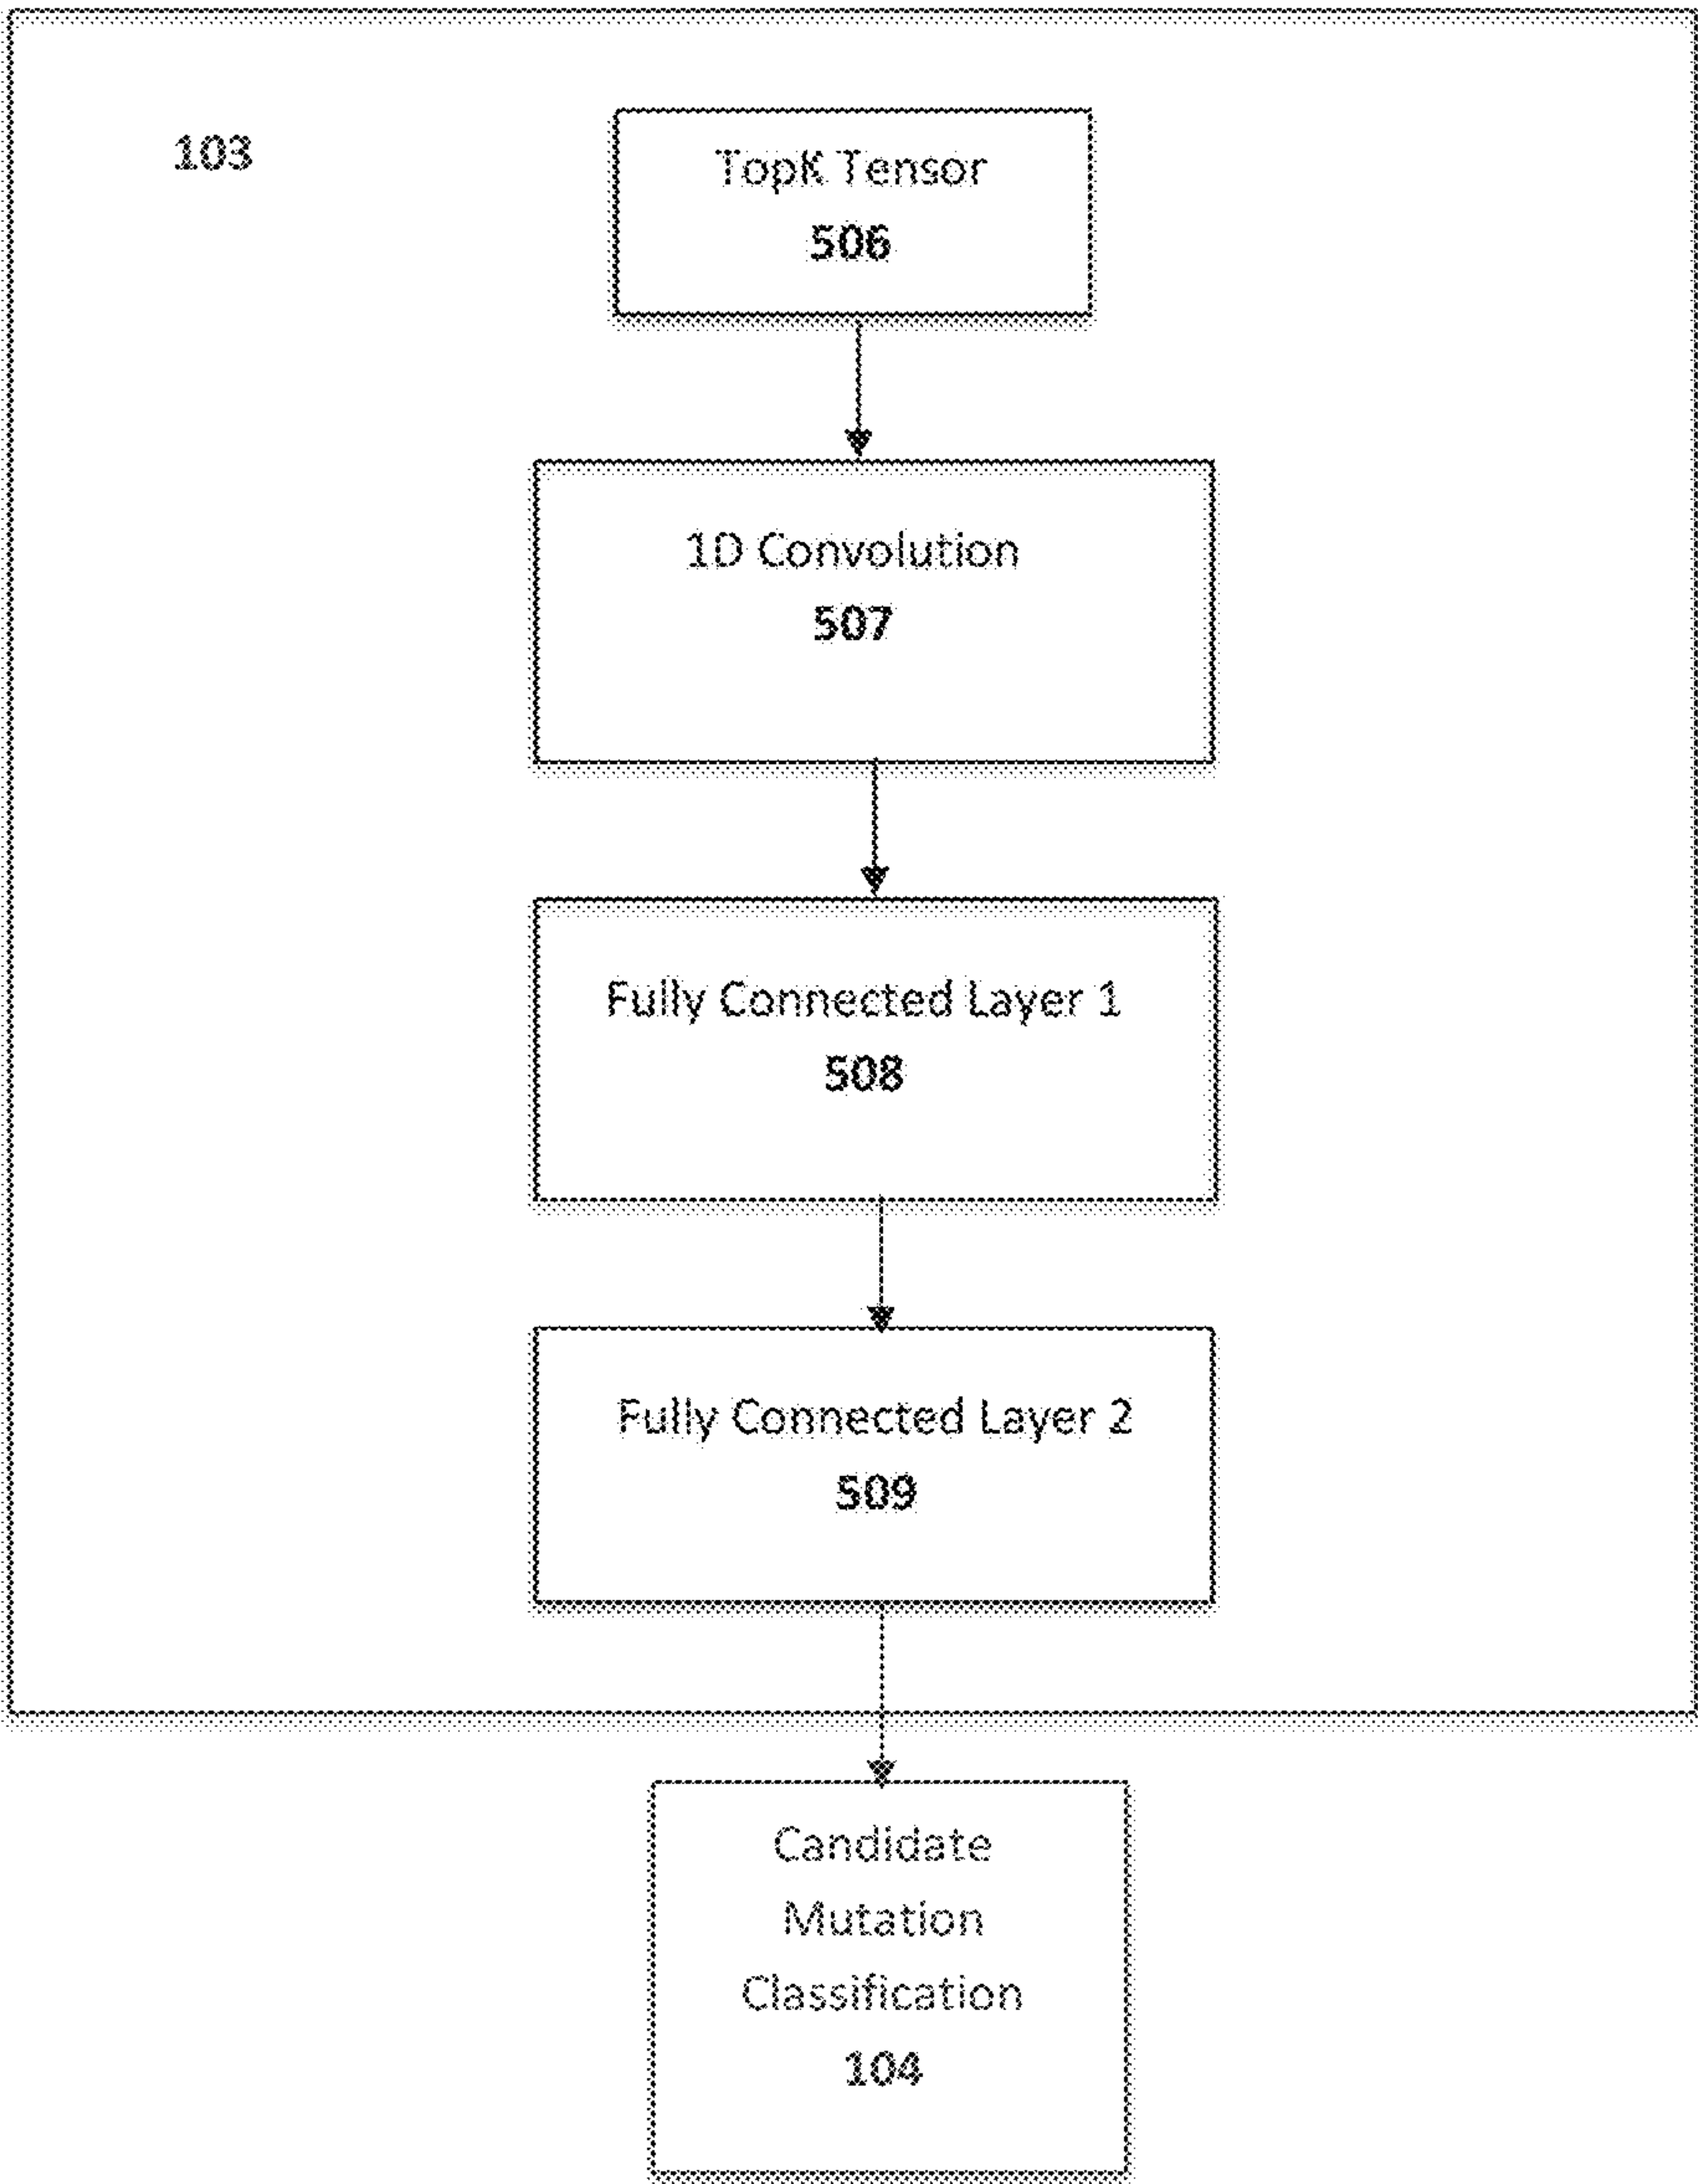 103
TopK Tensor
506
1D Convolution
507
Fully Connected Layer 1
508
Fully Connected Layer 2
509
Candidate
Mutation
Classification
104